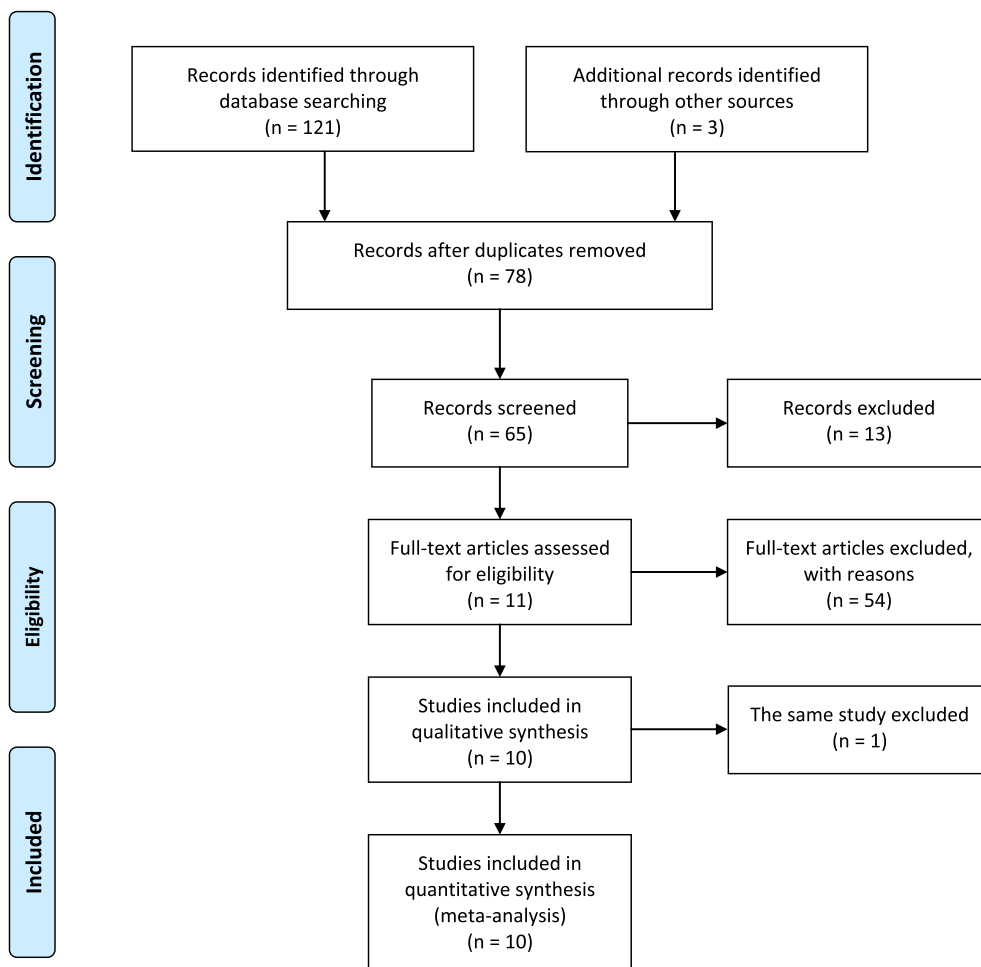 Identification
Records identified through
database searching
(n = 121)
Additional records identified
through other sources
(n = 3)
Records after duplicates removed
(n = 78)
Screening
Records screened
(n = 65)
Records excluded
(n = 13)
Eligibility
Full-text articles assessed
for eligibility
(n = 11)
Full-text articles excluded,
with reasons
(n = 54)
Studies included in
qualitative synthesis
(n = 10)
The same study excluded
(n = 1)
Included
Studies included in
quantitative synthesis
(meta-analysis)
(n = 10)